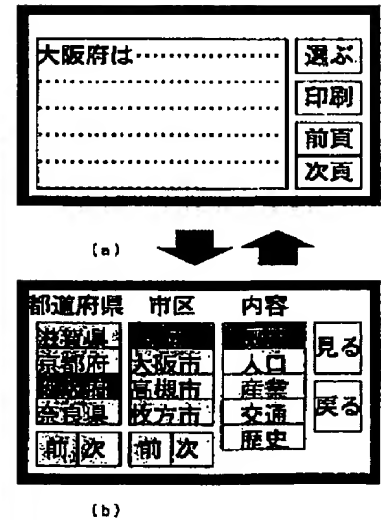 大阪府は………………
選ぶ
印刷
前頁
次頁
(a)
都道府県 市区 内容
滋賀県
京都府 大阪市 人口
高槻市 産業
奈良県 枚方市 交通
前 次 前 次 歴史
見る
戻る
(b)